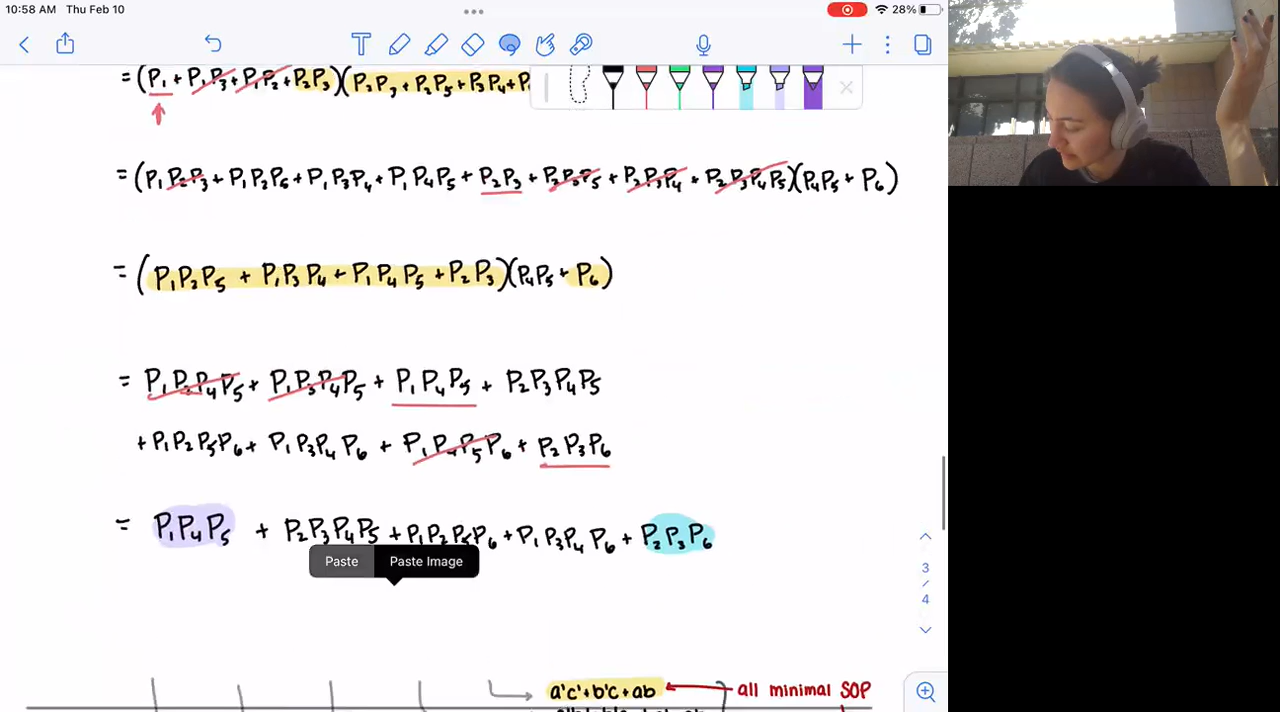 10:58 AM Thu Feb 10
28%
= (P₁ + P₁P₃ + P₁P₂ + P₂P₃)(P₂P₃ + P₂P₅ + P₃P₄ + P
= (P₁P₂P₃ + P₁P₂P₅ + P₁P₃P₄ + P₁P₄P₅ + P₂P₃ + P₂P₃P₅ + P₂P₃P₄ + P₂P₃P₄P₅)(P₄P₅ + P₆)
= (P₁P₂P₅ + P₁P₃P₄ + P₁P₄P₅ + P₂P₃)(P₄P₅ + P₆)
= P₁P₂P₄P₅ + P₁P₃P₄P₅ + P₁P₄P₅ + P₂P₃P₄P₅
+ P₁P₂P₅P₆ + P₁P₃P₄P₆ + P₁P₄P₅P₆ + P₂P₃P₆
= P₁P₄P₅ + P₂P₃P₄P₅ + P₁P₂P₅P₆ + P₁P₃P₄P₆ + P₂P₃P₆
Paste Paste Image
3
/
4
a'c'+b'c+ab all minimal SOP